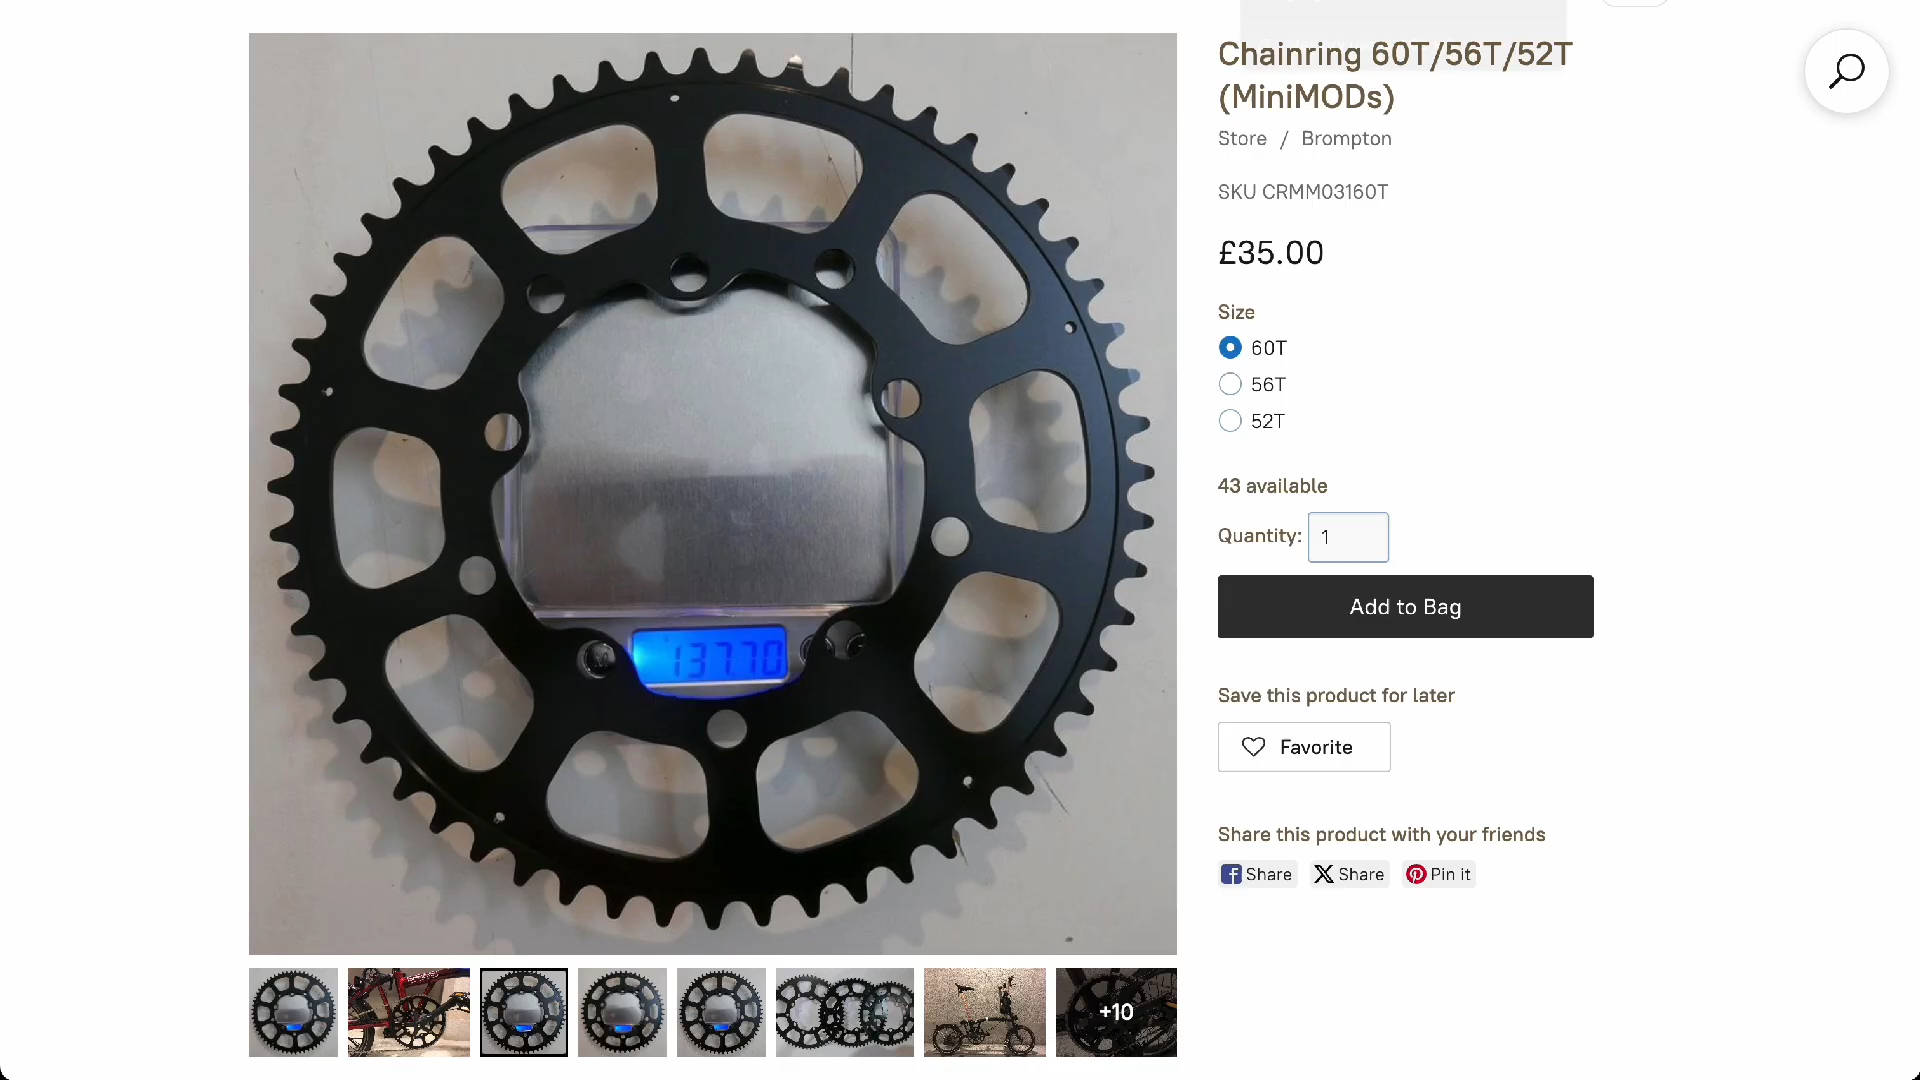 Chainring 60T/56T/52T
(MiniMODs)
Store / Brompton
SKU CRMM03160T
£35.00
Size
60T
56T
52T
43 available
Quantity: 1
Add to Bag
Save this product for later
Favorite
Share this product with your friends
Share Share Pin it
137.70
+10